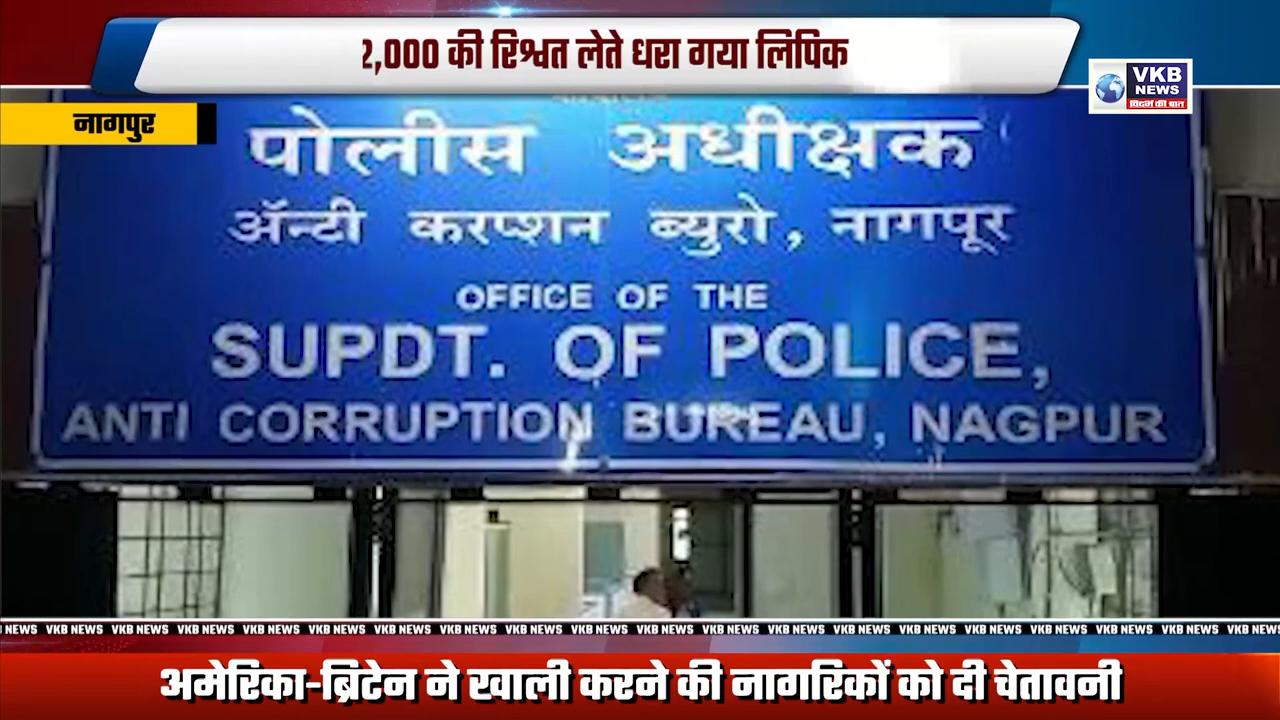 2,000 की रिश्वत लेते धरा गया लिपिक
VKB
NEWS
विदर्भ की बात
नागपुर
पोलीस अधीक्षक
ॲन्टी करप्शन ब्युरो, नागपूर
OFFICE OF THE
SUPDT. OF POLICE,
ANTI CORRUPTION BUREAU, NAGPUR
NEWS VKB NEWS VKB NEWS VKB NEWS VKB NEWS VKB NEWS VKB NEWS VKB NEWS VKB NEWS VKB NEWS VKB NEWS VKB NEWS VKB NEWS VKB NEWS VKB NEWS VKB NEWS VKB NEWS VKB NEWS VKB NEWS VKB NEWS
अमेरिका-ब्रिटेन ने खाली करने की नागरिकों को दी चेतावनी